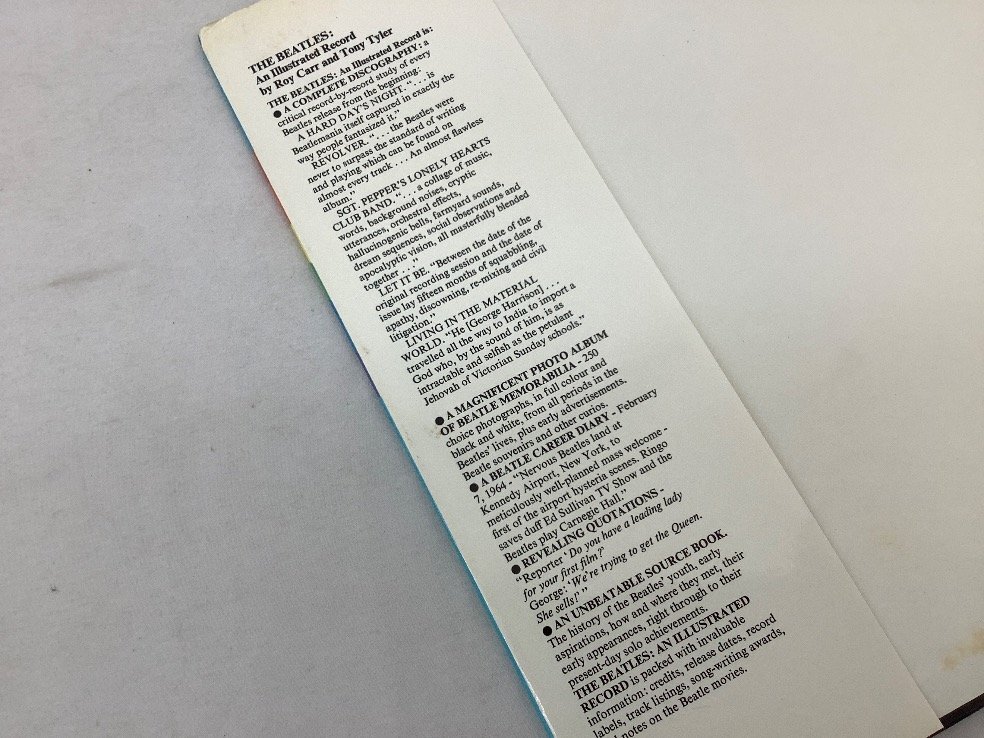 THE BEATLES:
An Illustrated Record
by Roy Carr and Tony Tyler
THE BEATLES: An Illustrated Record is:
● A COMPLETE DISCOGRAPHY: a
critical record-by-record study of every
Beatles release from the beginning:
A HARD DAY'S NIGHT. “. . . is
Beatlemania itself captured in exactly the
way people fantasized it.”
REVOLVER. “. . . the Beatles were
never to surpass the standard of writing
and playing which can be found on
almost every track . . . An almost flawless
album.”
SGT. PEPPER'S LONELY HEARTS
CLUB BAND. “. . . a collage of music,
words, background noises, cryptic
utterances, orchestral effects,
hallucinogenic bells, farmyard sounds,
dream sequences, social observations and
apocalyptic vision, all masterfully blended
together . . .”
LET IT BE. “Between the date of the
original recording session and the date of
issue lay fifteen months of squabbling,
apathy, disowning, re-mixing and civil
litigation.”
LIVING IN THE MATERIAL
WORLD. “He [George Harrison] . . .
travelled all the way to India to import a
God who, by the sound of him, is as
intractable and selfish as the petulant
Jehovah of Victorian Sunday schools.”
● A MAGNIFICENT PHOTO ALBUM
OF BEATLE MEMORABILIA - 250
choice photographs, in full colour and
black and white, from all periods in the
Beatles' lives, plus early advertisements,
Beatle souvenirs and other curios.
● A BEATLE CAREER DIARY - February
7, 1964 - “Nervous Beatles land at
Kennedy Airport, New York, to
meticulously well-planned mass welcome -
first of the airport hysteria scenes. Ringo
saves duff Ed Sullivan TV Show and the
Beatles play Carnegie Hall.”
● REVEALING QUOTATIONS -
“Reporter ‘Do you have a leading lady
for your first film?’
George: ‘We're trying to get the Queen.
She sells!’ ”
● AN UNBEATABLE SOURCE BOOK.
The history of the Beatles' youth, early
aspirations, how and where they met, their
early appearances, right through to their
present-day solo achievements.
THE BEATLES: AN ILLUSTRATED
RECORD is packed with invaluable
information: credits, release dates, record
labels, track listings, song-writing awards,
notes on the Beatle movies.